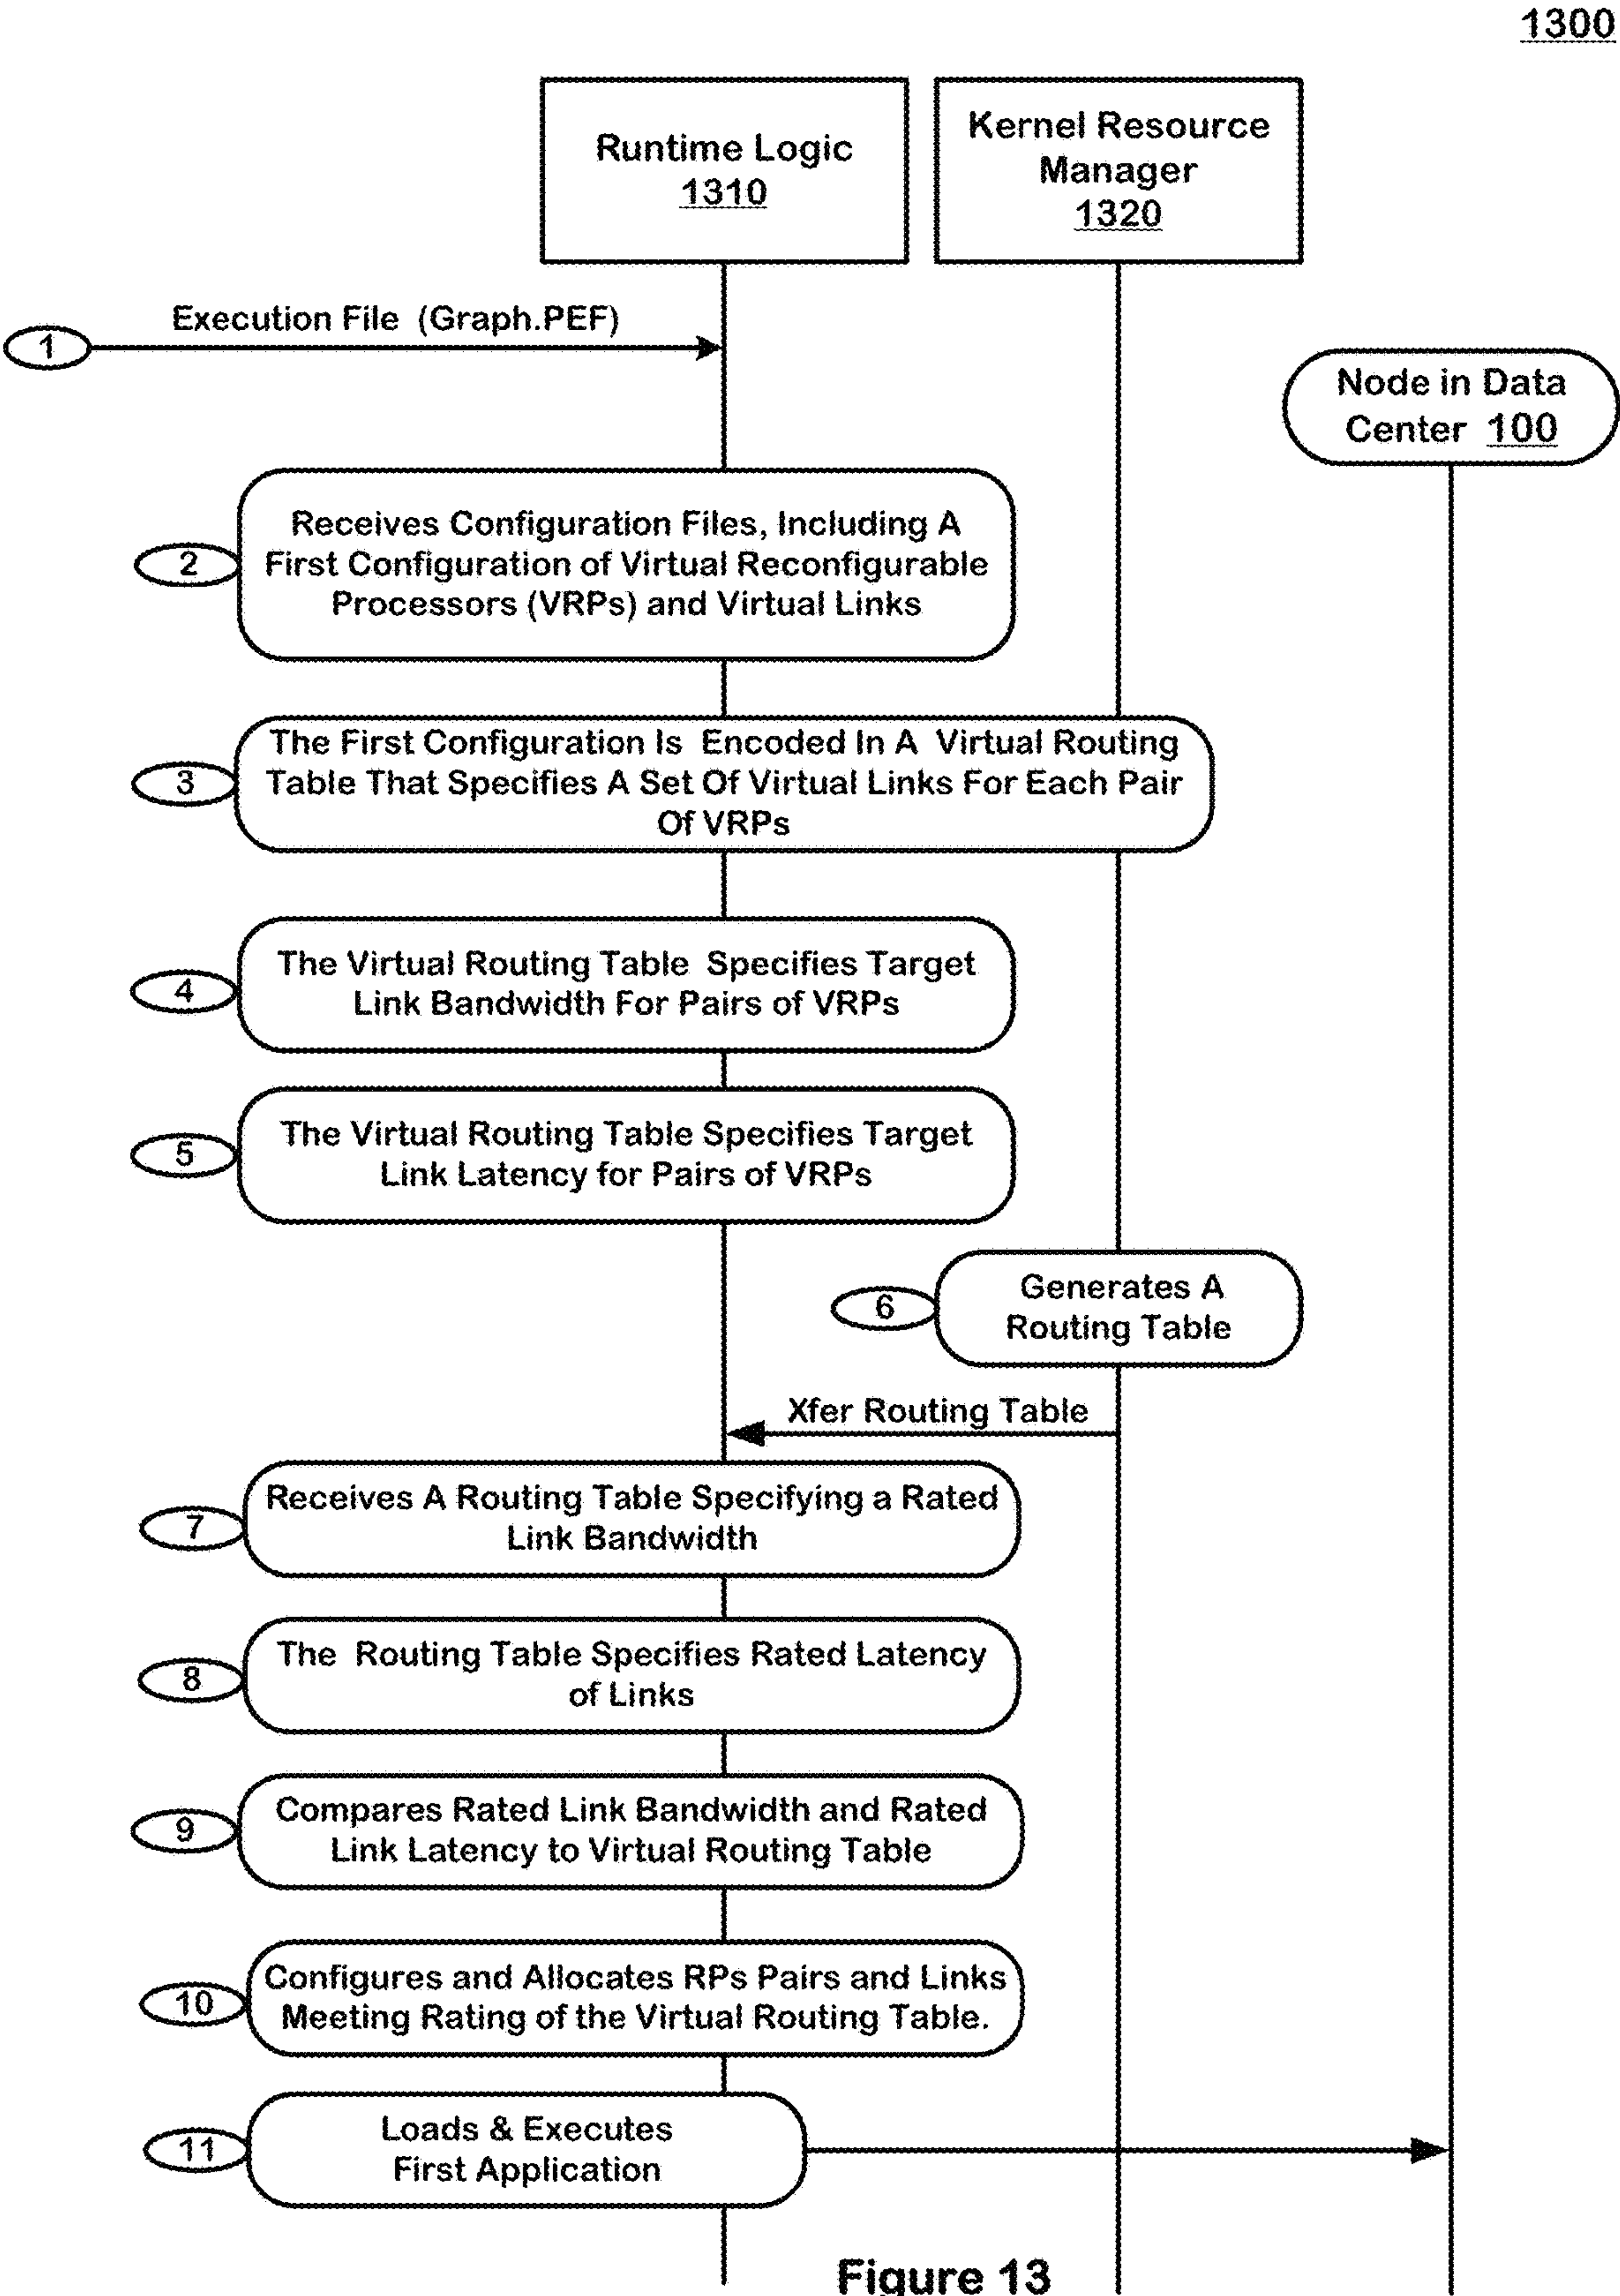 1300
Runtime Logic
1310
Kernel Resource
Manager
1320
Execution File (Graph.PEF)
1
Node in Data
Center 100
2
Receives Configuration Files, Including A
First Configuration of Virtual Reconfigurable
Processors (VRPs) and Virtual Links
3
The First Configuration Is Encoded In A Virtual Routing
Table That Specifies A Set Of Virtual Links For Each Pair
Of VRPs
4
The Virtual Routing Table Specifies Target
Link Bandwidth For Pairs of VRPs
5
The Virtual Routing Table Specifies Target
Link Latency for Pairs of VRPs
6
Generates A
Routing Table
Xfer Routing Table
7
Receives A Routing Table Specifying a Rated
Link Bandwidth
8
The Routing Table Specifies Rated Latency
of Links
9
Compares Rated Link Bandwidth and Rated
Link Latency to Virtual Routing Table
10
Configures and Allocates RPs Pairs and Links
Meeting Rating of the Virtual Routing Table.
11
Loads & Executes
First Application
Figure 13